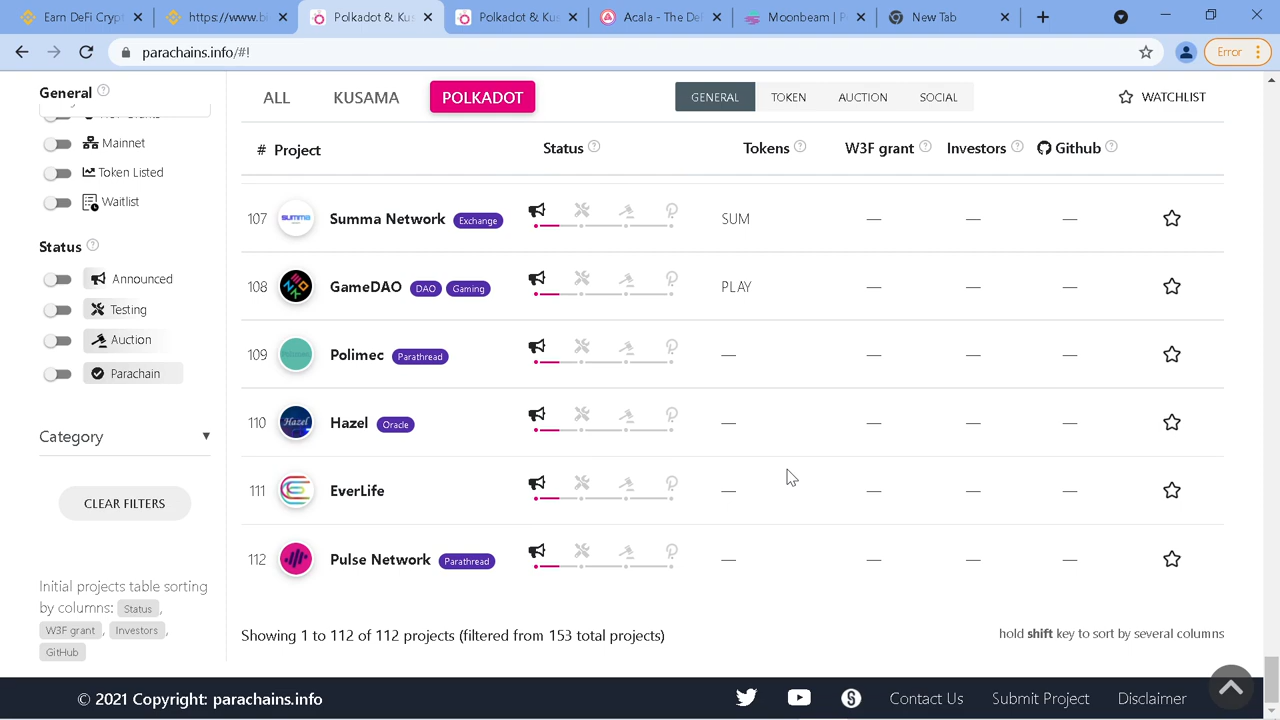 Earn DeFi Crypt
https://www.bi
Polkadot & Kus
Polkadot & Kus
Acala - The Def
Moonbeam | P
New Tab
parachains.info/#!
Error
General
ALL
KUSAMA
POLKADOT
GENERAL
TOKEN
AUCTION
SOCIAL
WATCHLIST
Mainnet
Token Listed
Waitlist
Status
Announced
Testing
Auction
Parachain
Category
CLEAR FILTERS
Initial projects table sorting
by columns: Status,
W3F grant, Investors,
GitHub
# Project Status Tokens W3F grant Investors Github
107 Summa Network Exchange SUM — — —
108 GameDAO DAO Gaming PLAY — — —
109 Polimec Parathread — — — —
110 Hazel Oracle — — — —
111 EverLife — — — —
112 Pulse Network Parathread — — — —
Showing 1 to 112 of 112 projects (filtered from 153 total projects)
hold shift key to sort by several columns
© 2021 Copyright: parachains.info
Contact Us
Submit Project
Disclaimer